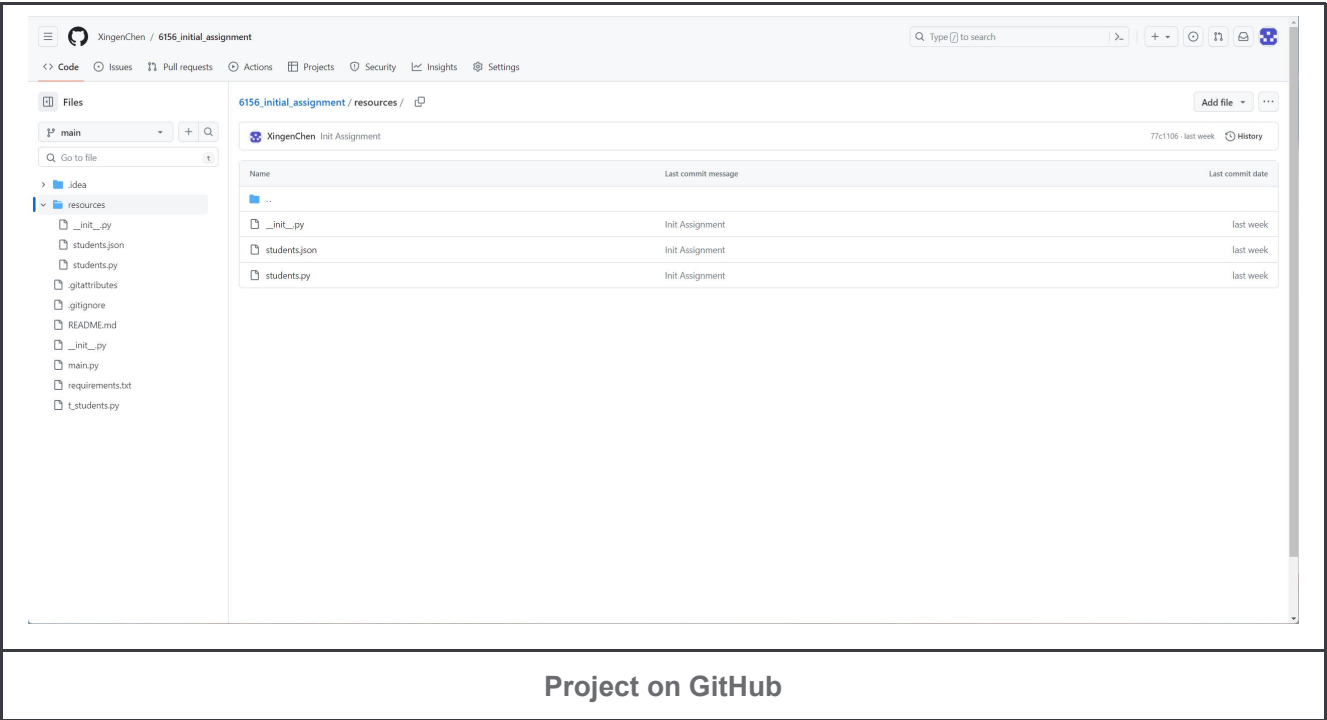 XingenChen / 6156_initial_assignment
Type / to search
<> Code Issues Pull requests Actions Projects Security Insights Settings
Files
main
Go to file t
.idea
resources
__init__.py
students.json
students.py
.gitattributes
.gitignore
README.md
__init__.py
main.py
requirements.txt
t_students.py
6156_initial_assignment / resources /
Add file
XingenChen Init Assignment 77c1106 · last week History
Name Last commit message Last commit date
..
__init__.py Init Assignment last week
students.json Init Assignment last week
students.py Init Assignment last week
Project on GitHub